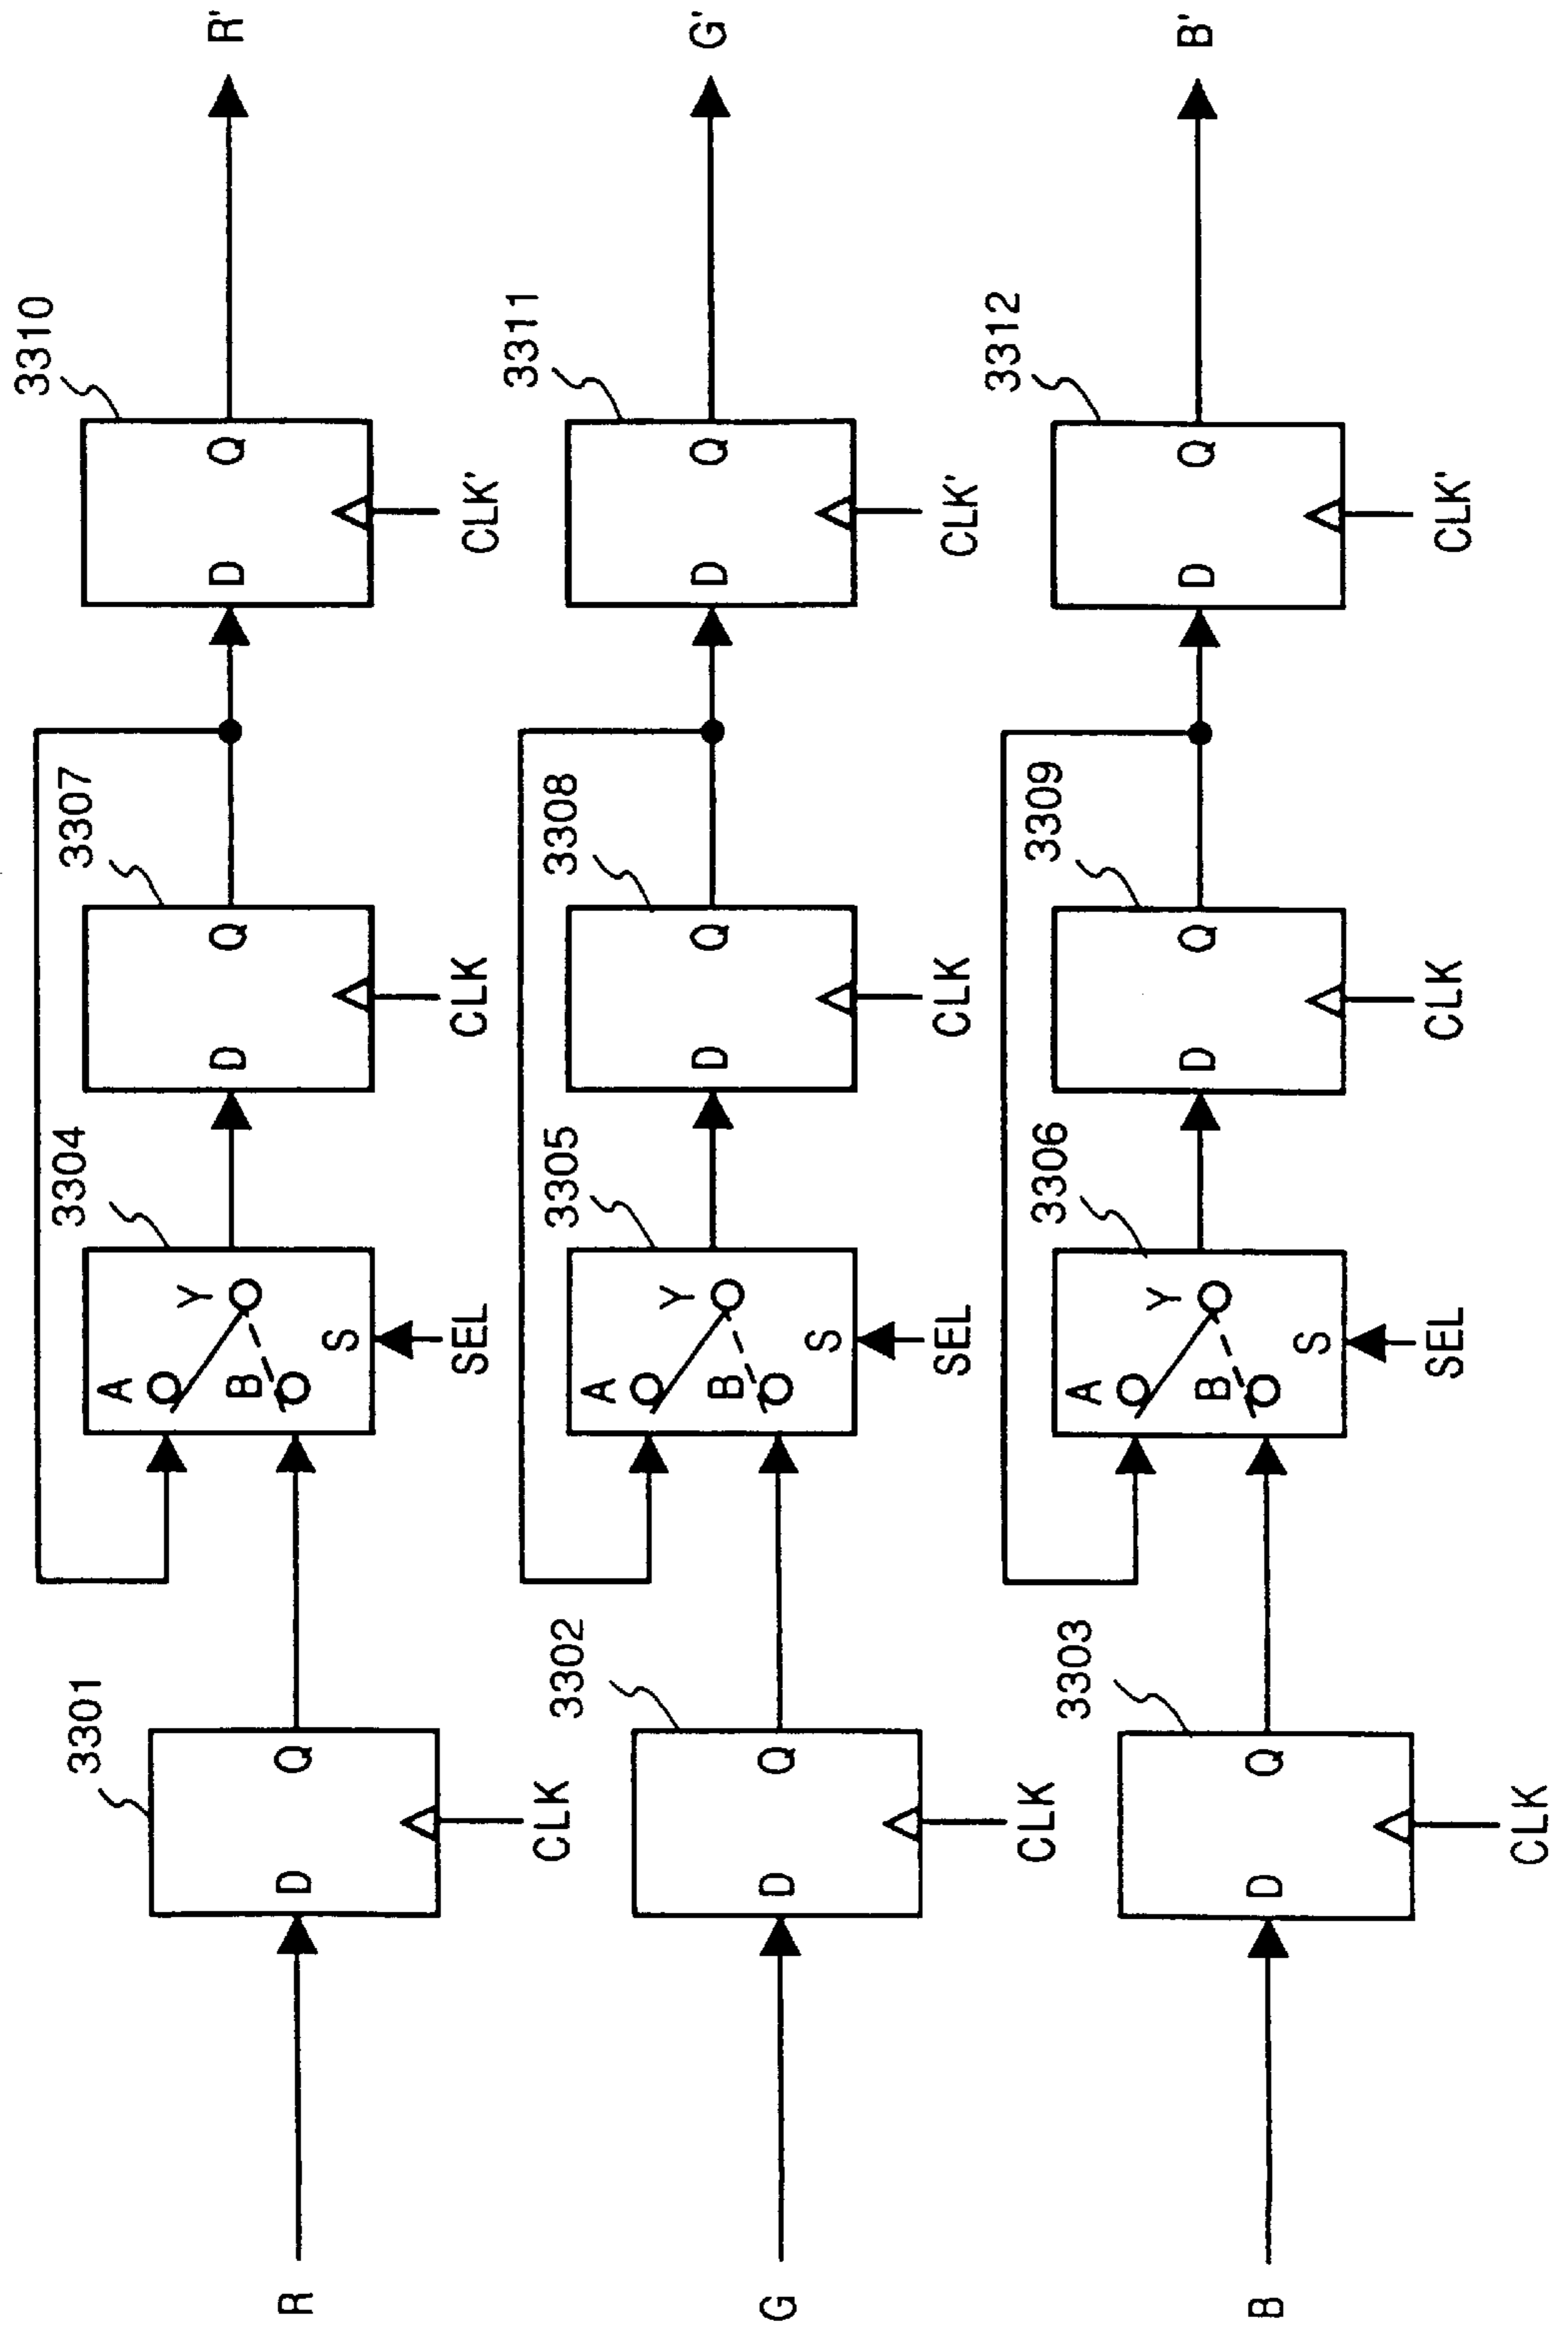 3301
3304
3307
3310
R
D
Q
CLK
A
B
Y
S
SEL
D
Q
CLK
D
Q
CLK'
R'
3302
3305
3308
3311
G
D
Q
CLK
A
B
Y
S
SEL
D
Q
CLK
D
Q
CLK'
G'
3303
3306
3309
3312
B
D
Q
CLK
A
B
Y
S
SEL
D
Q
CLK
D
Q
CLK'
B'